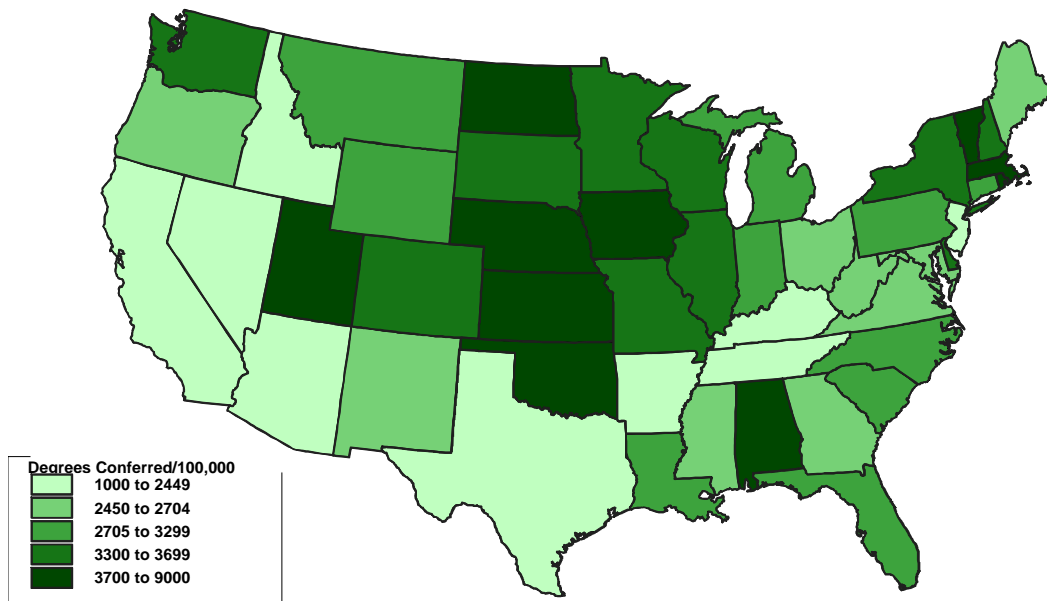 Degrees Conferred/100,000
1000 to 2449
2450 to 2704
2705 to 3299
3300 to 3699
3700 to 9000